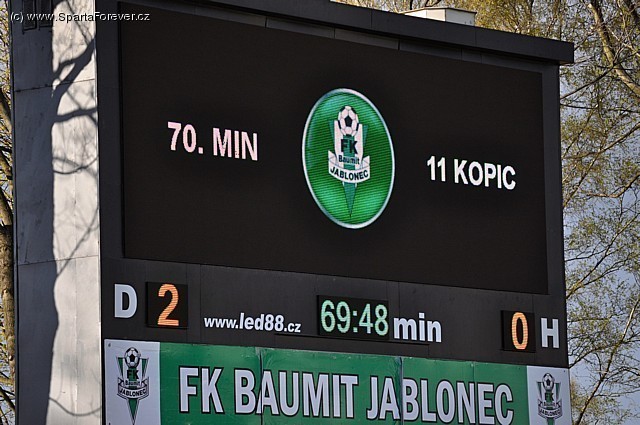 (c) www.SpartaForever.cz
70. MIN
FK
Baumit
JABLONEC
11 KOPIC
D 2 www.led88.cz 69:48 min 0 H
FK BAUMIT JABLONEC